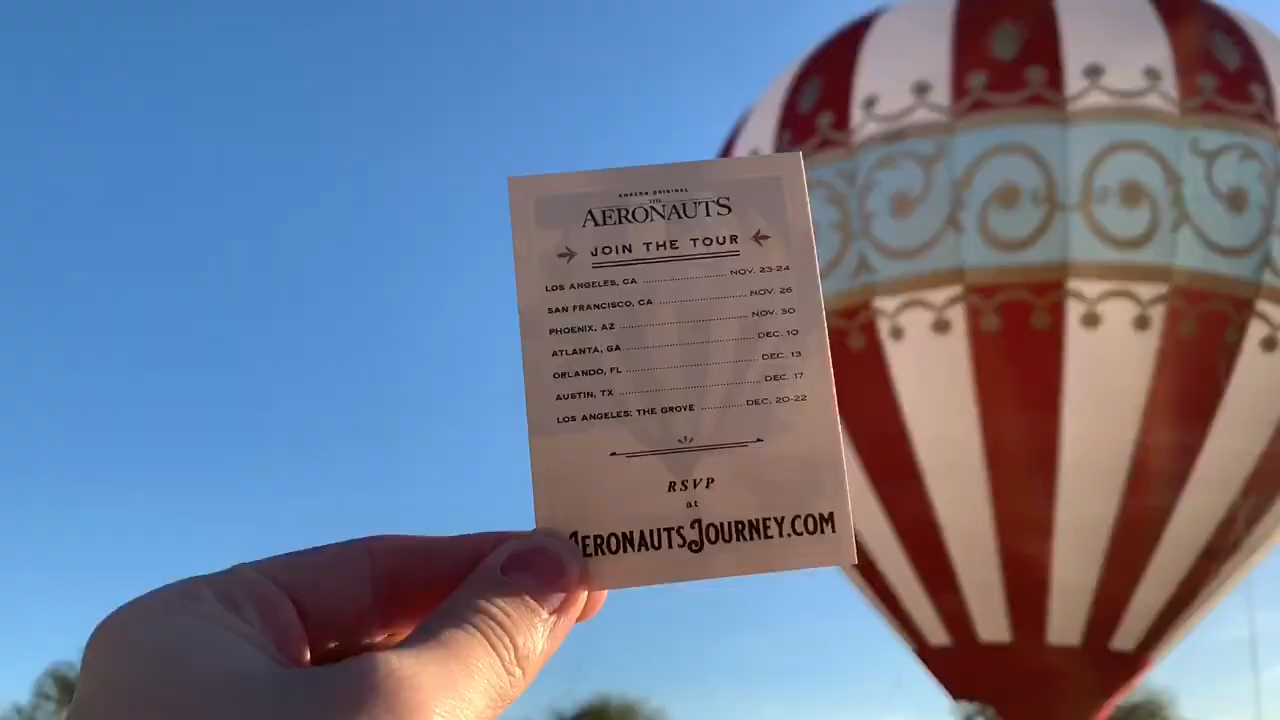 AMAZON ORIGINAL
THE
AERONAUTS
JOIN THE TOUR
LOS ANGELES, CA ........................ NOV. 23-24
SAN FRANCISCO, CA ........................ NOV. 26
PHOENIX, AZ ........................ NOV. 30
ATLANTA, GA ........................ DEC. 10
ORLANDO, FL ........................ DEC. 13
AUSTIN, TX ........................ DEC. 17
LOS ANGELES: THE GROVE ............ DEC. 20-22
RSVP
at
AERONAUTSJOURNEY.COM